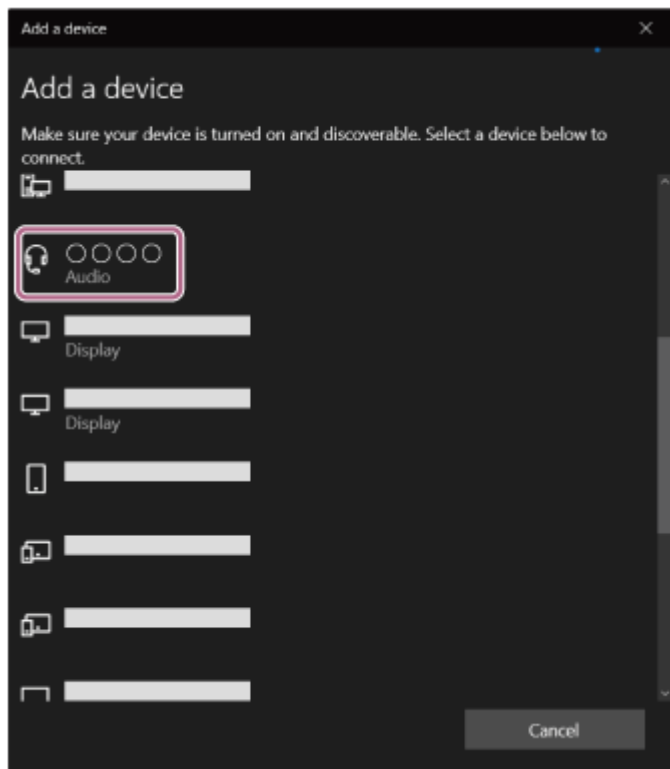 Add a device
Add a device
Make sure your device is turned on and discoverable. Select a device below to
connect.
○○○○
Audio
Display
Display
Cancel